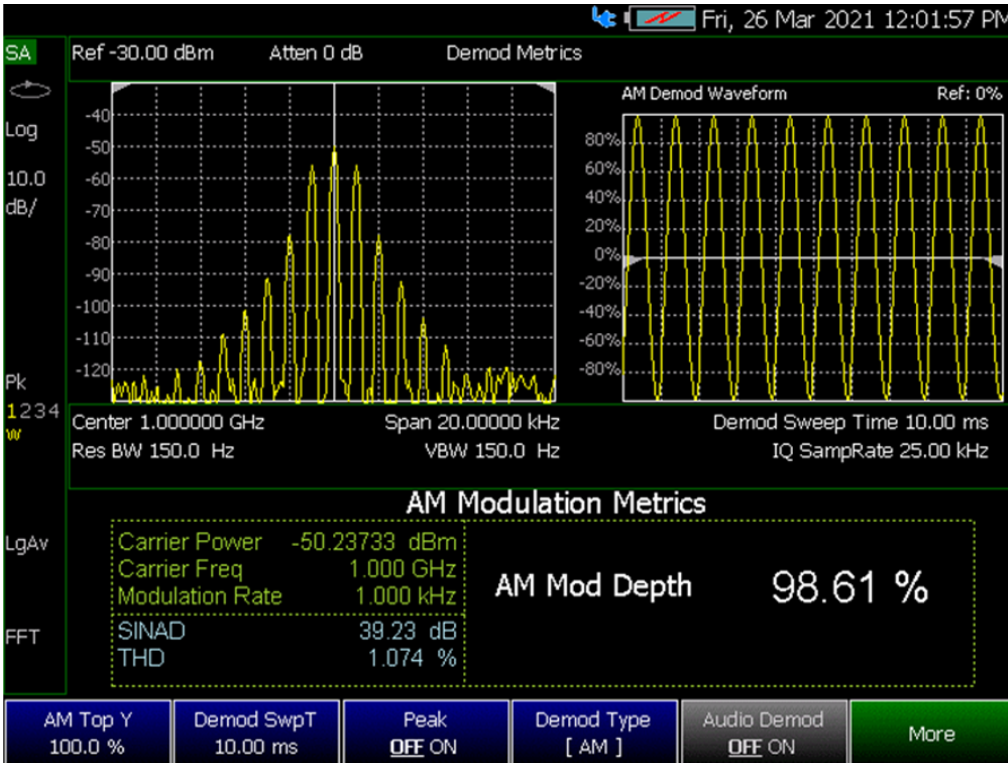 Fri, 26 Mar 2021 12:01:57 PM
SA
Ref -30.00 dBm Atten 0 dB Demod Metrics
Log
10.0
dB/
-40
-50
-60
-70
-80
-90
-100
-110
-120
AM Demod Waveform Ref: 0%
80%
60%
40%
20%
0%
-20%
-40%
-60%
-80%
Pk
1234
W
Center 1.000000 GHz Span 20.00000 kHz
Res BW 150.0 Hz VBW 150.0 Hz
Demod Sweep Time 10.00 ms
IQ SampRate 25.00 kHz
AM Modulation Metrics
LgAv
FFT
Carrier Power -50.23733 dBm
Carrier Freq 1.000 GHz
Modulation Rate 1.000 kHz
SINAD 39.23 dB
THD 1.074 %
AM Mod Depth 98.61 %
AM Top Y
100.0 %
Demod SwpT
10.00 ms
Peak
OFF ON
Demod Type
[ AM ]
Audio Demod
OFF ON
More